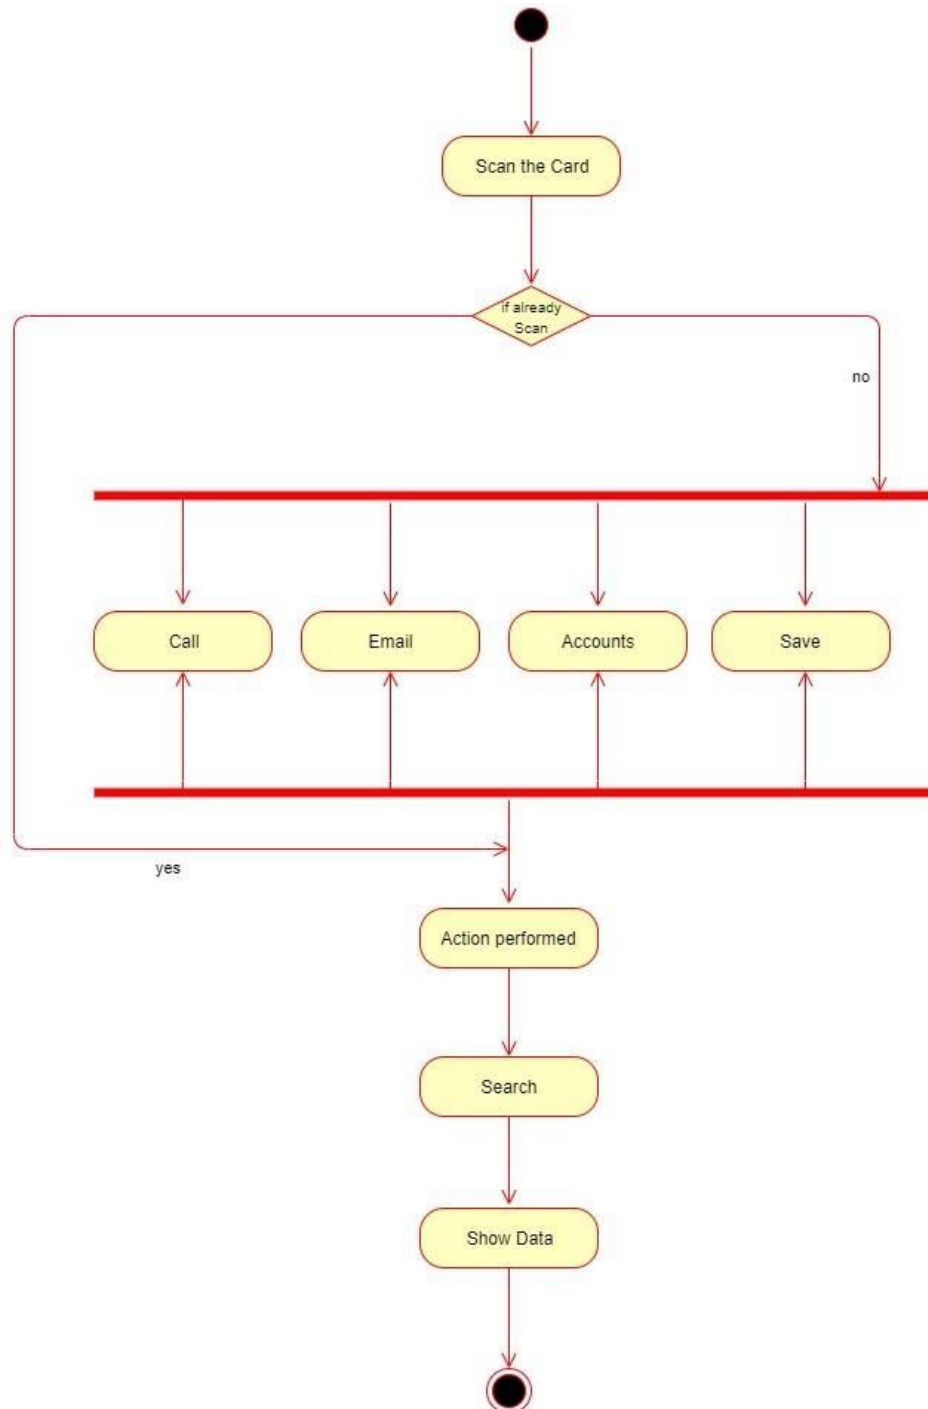 Scan the Card
if already
Scan
no
Call
Email
Accounts
Save
yes
Action performed
Search
Show Data